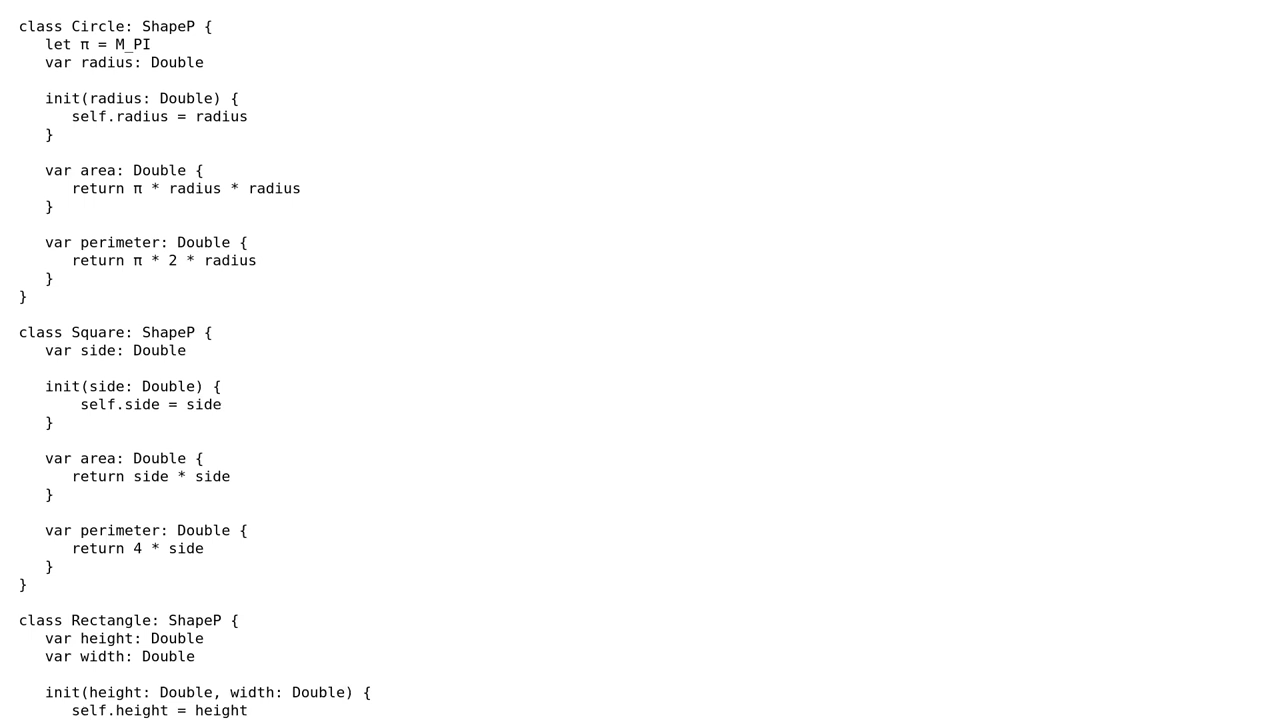 class Circle: ShapeP {
   let π = M_PI
   var radius: Double

   init(radius: Double) {
      self.radius = radius
   }

   var area: Double {
      return π * radius * radius
   }

   var perimeter: Double {
      return π * 2 * radius
   }
}

class Square: ShapeP {
   var side: Double

   init(side: Double) {
       self.side = side
   }

   var area: Double {
      return side * side
   }

   var perimeter: Double {
      return 4 * side
   }
}

class Rectangle: ShapeP {
   var height: Double
   var width: Double

   init(height: Double, width: Double) {
      self.height = height